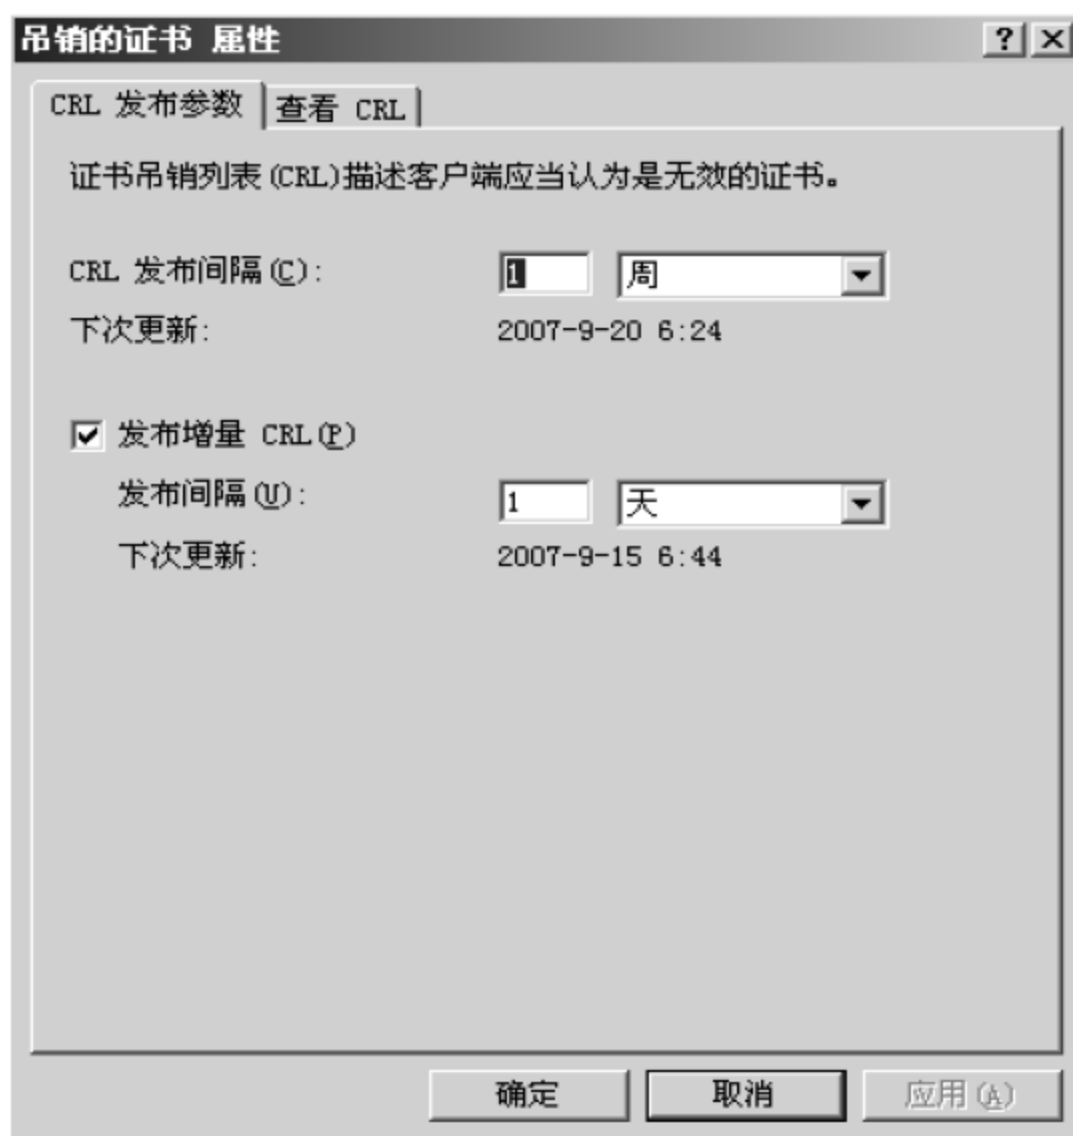 吊销的证书 属性
CRL 发布参数 查看 CRL
证书吊销列表(CRL)描述客户端应当认为是无效的证书。
CRL 发布间隔(C): 1 周
下次更新: 2007-9-20 6:24
发布增量 CRL(P)
发布间隔(U): 1 天
下次更新: 2007-9-15 6:44
确定 取消 应用(A)